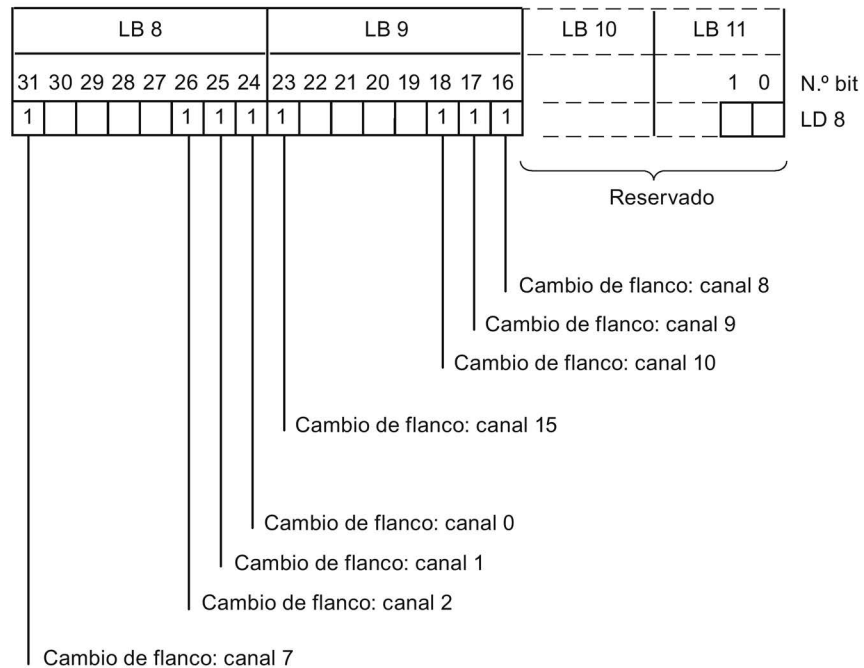 LB 8 LB 9 LB 10 LB 11
31 30 29 28 27 26 25 24 23 22 21 20 19 18 17 16 1 0 N.º bit
1 1 1 1 1 1 1 1 LD 8
Reservado
Cambio de flanco: canal 8
Cambio de flanco: canal 9
Cambio de flanco: canal 10
Cambio de flanco: canal 15
Cambio de flanco: canal 0
Cambio de flanco: canal 1
Cambio de flanco: canal 2
Cambio de flanco: canal 7